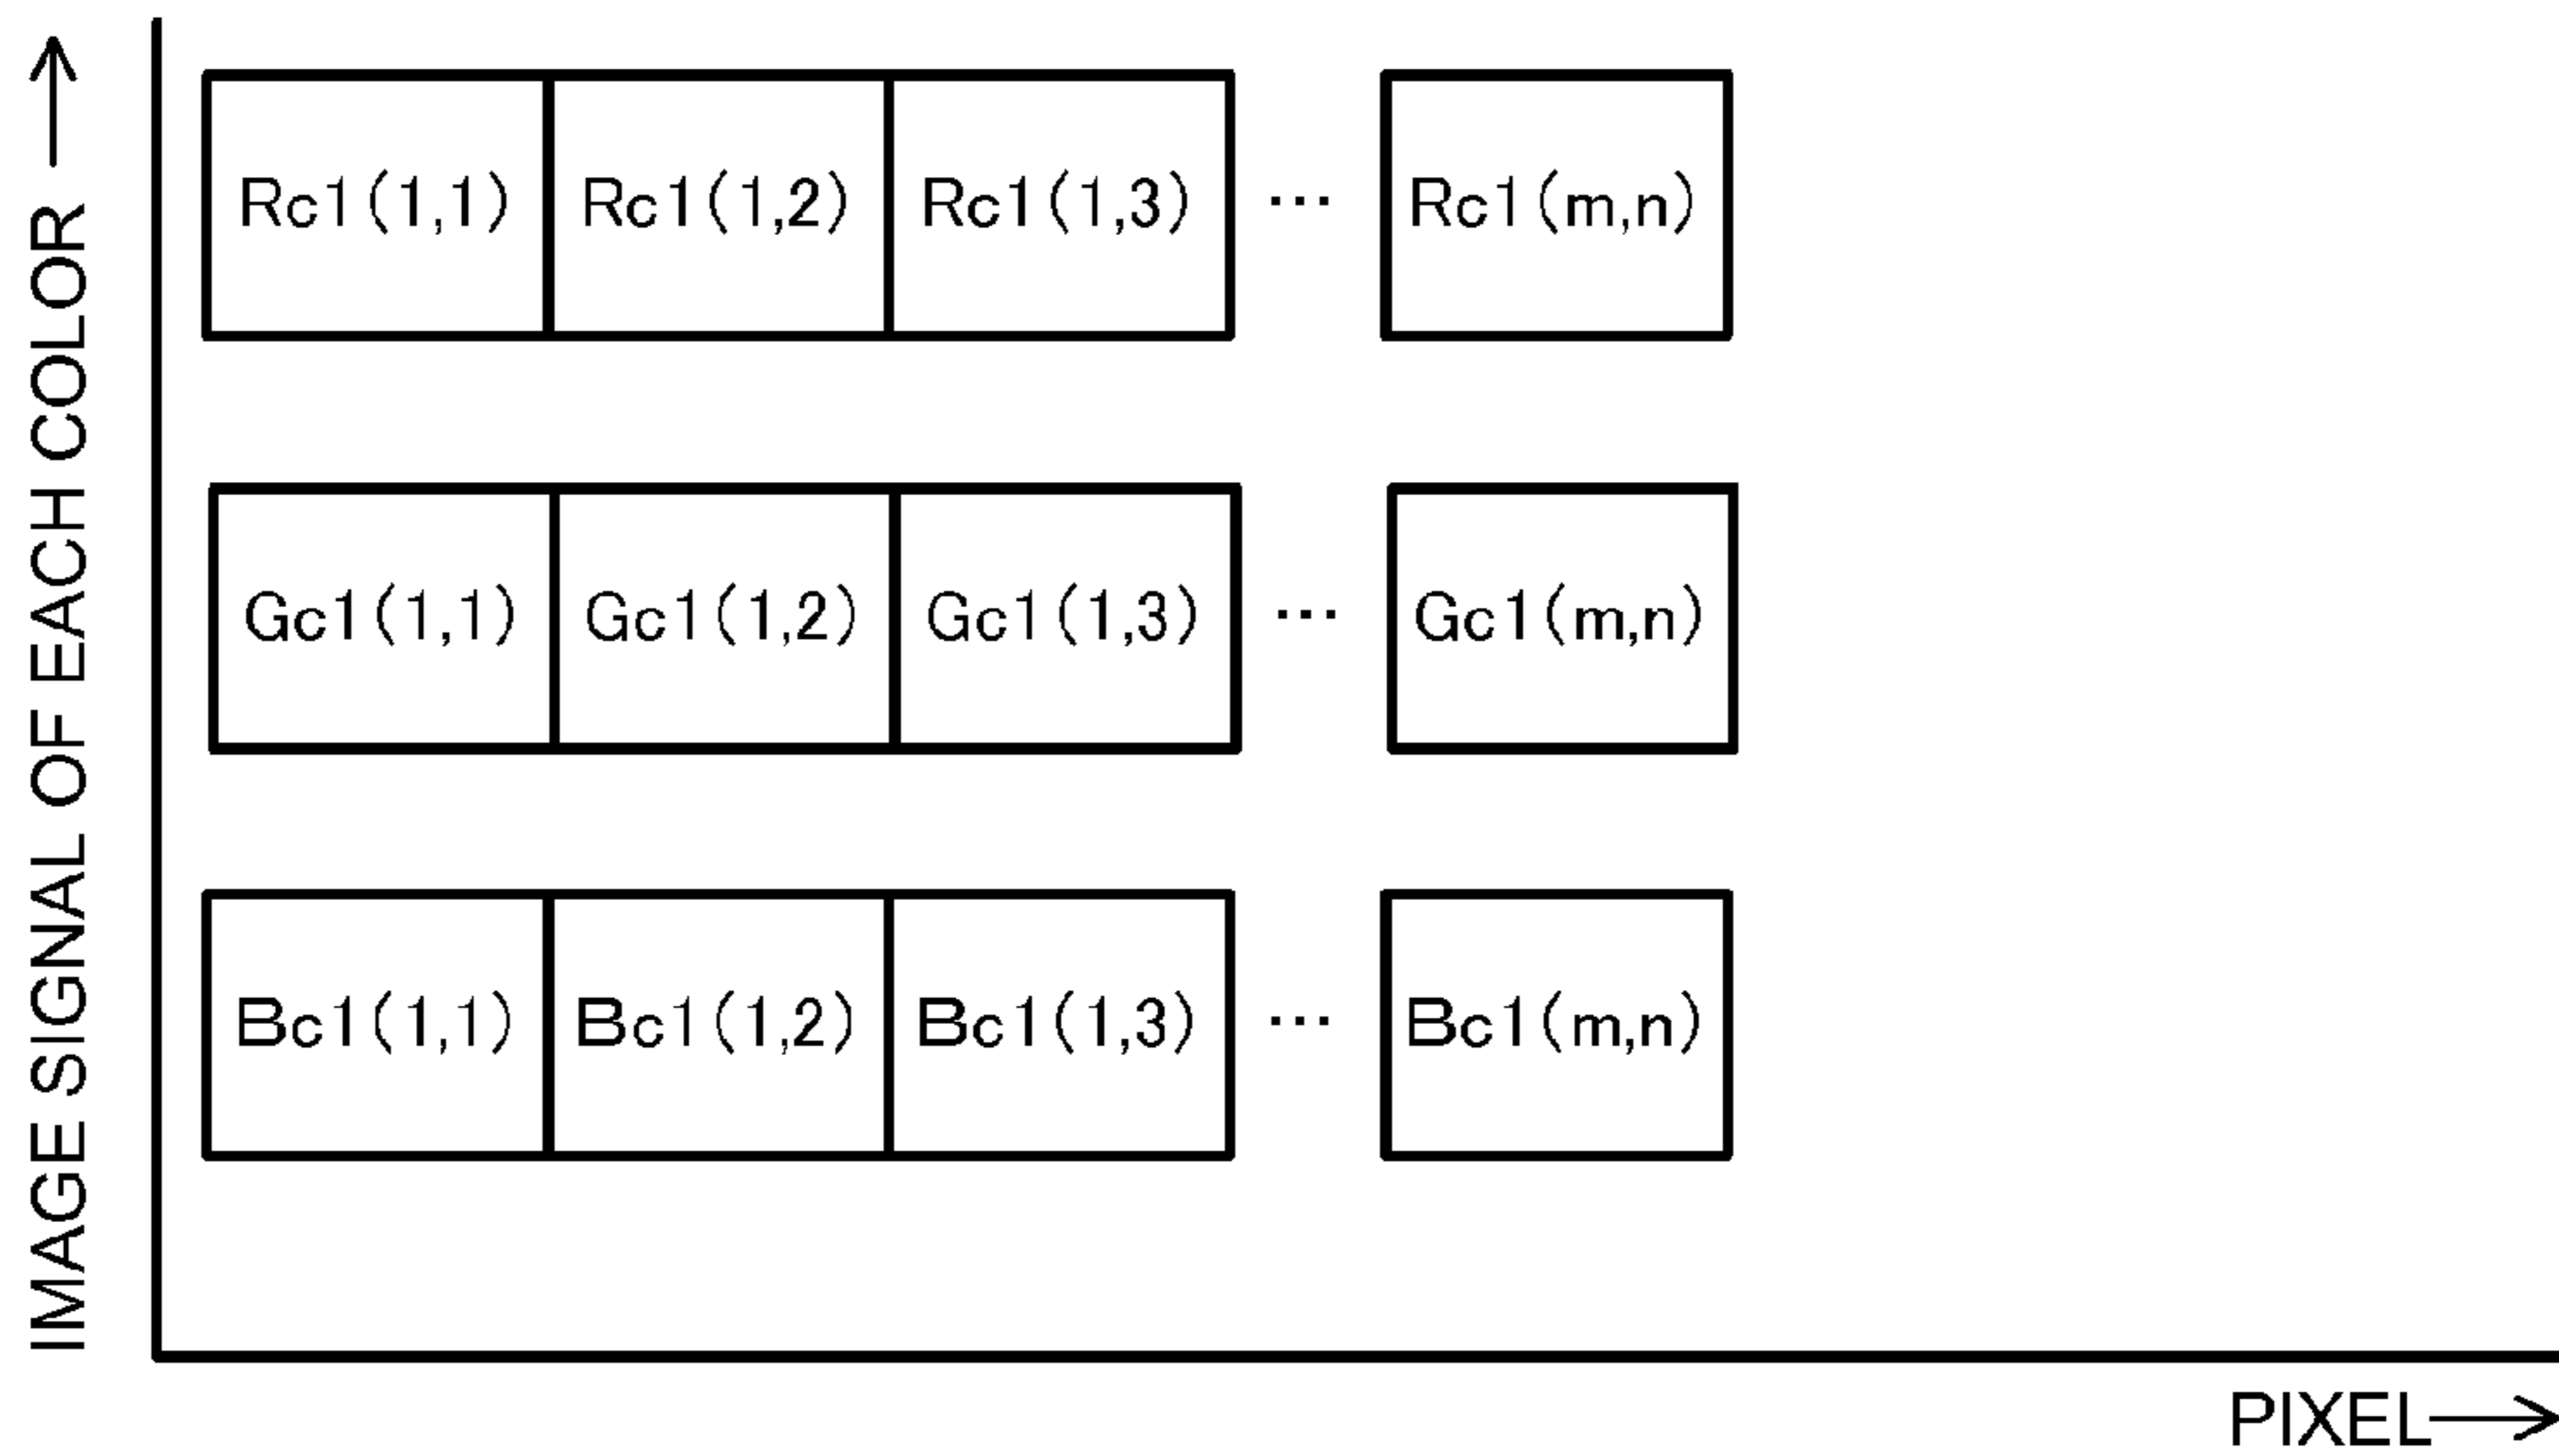 IMAGE SIGNAL OF EACH COLOR →
Rc1(1,1) Rc1(1,2) Rc1(1,3) ··· Rc1(m,n)
Gc1(1,1) Gc1(1,2) Gc1(1,3) ··· Gc1(m,n)
Bc1(1,1) Bc1(1,2) Bc1(1,3) ··· Bc1(m,n)
PIXEL→